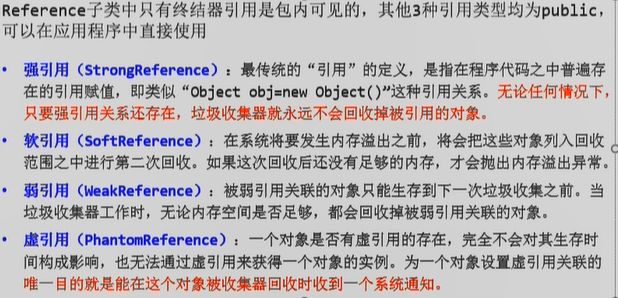 Reference子类中只有终结器引用是包内可见的，其他3种引用类型均为public，
可以在应用程序中直接使用
• 强引用（StrongReference）：最传统的“引用”的定义，是指在程序代码之中普遍存
在的引用赋值，即类似“Object obj=new Object()”这种引用关系。无论任何情况下，
只要强引用关系还存在，垃圾收集器就永远不会回收掉被引用的对象。
• 软引用（SoftReference）：在系统将要发生内存溢出之前，将会把这些对象列入回收
范围之中进行第二次回收。如果这次回收后还没有足够的内存，才会抛出内存溢出异常。
• 弱引用（WeakReference）：被弱引用关联的对象只能生存到下一次垃圾收集之前。当
垃圾收集器工作时，无论内存空间是否足够，都会回收掉被弱引用关联的对象。
• 虚引用（PhantomReference）：一个对象是否有虚引用的存在，完全不会对其生存时
间构成影响，也无法通过虚引用来获得一个对象的实例。为一个对象设置虚引用关联的
唯一目的就是能在这个对象被收集器回收时收到一个系统通知。